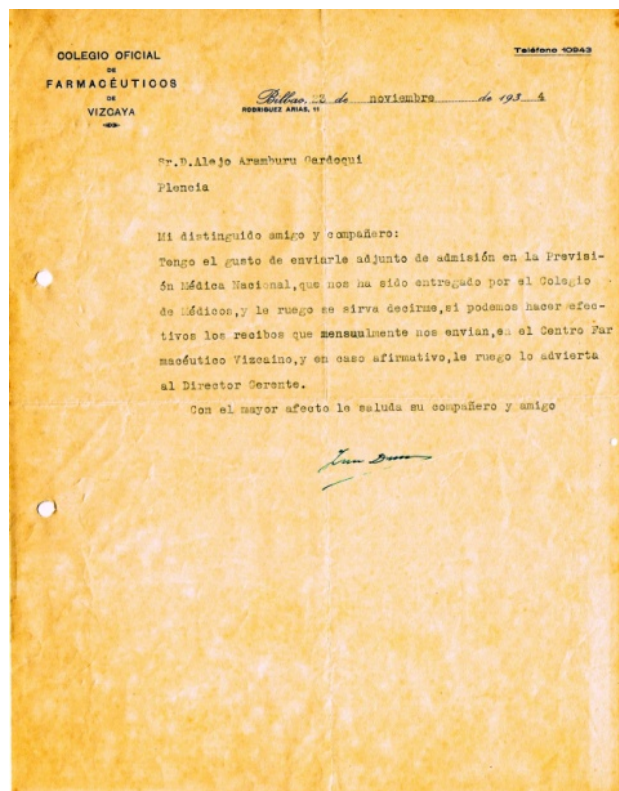 Teléfono 10943
COLEGIO OFICIAL
DE
FARMACÉUTICOS
DE
VIZCAYA
Bilbao, 23 de noviembre de 193 4
RODRIGUEZ ARIAS, 11
Sr.D.Alejo Aramburu Gardoqui
Plencia
Mi distinguido amigo y compañero:
Tengo el gusto de enviarle adjunto de admisión en la Previsi-
ón Médica Nacional,que nos ha sido entregado por el Colegio
de Médicos,y le ruego se sirva decirme,si podemos hacer efec-
tivos los recibos que mensualmente nos envian,en el Centro Far
macéutico Vizcaino,y en caso afirmativo,le ruego lo advierta
al Director Gerente.
Con el mayor afecto le saluda su compañero y amigo